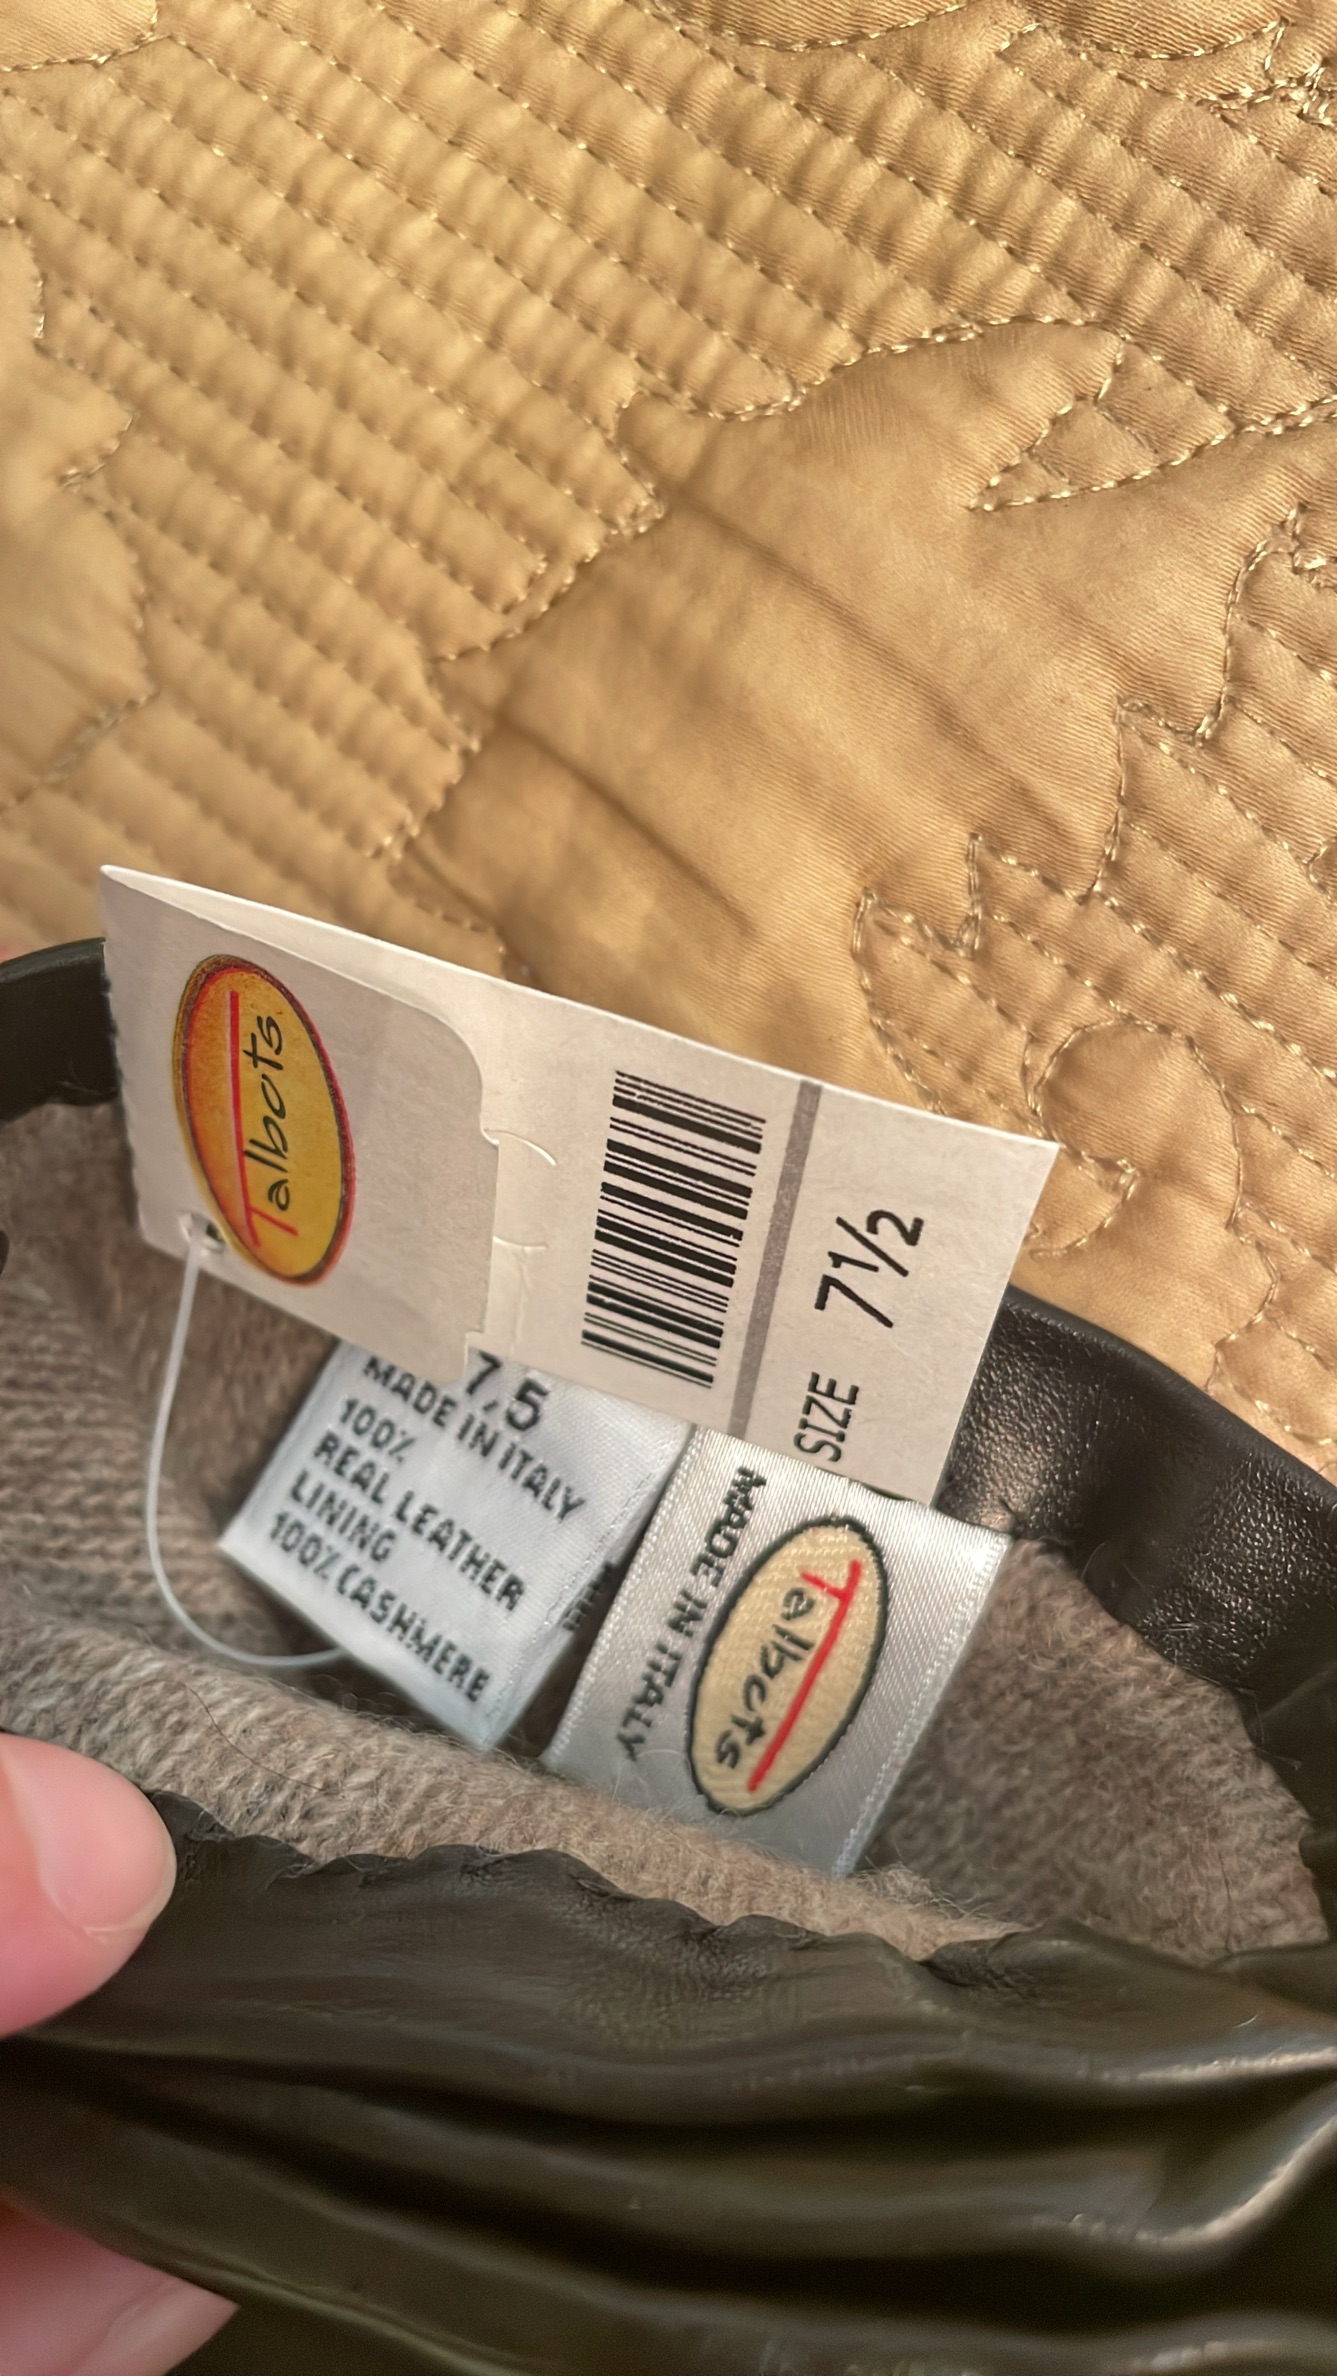 Talbots
SIZE 7½
7,5
MADE IN ITALY
100%
REAL LEATHER
LINING
100% CASHMERE
Talbots
MADE IN ITALY